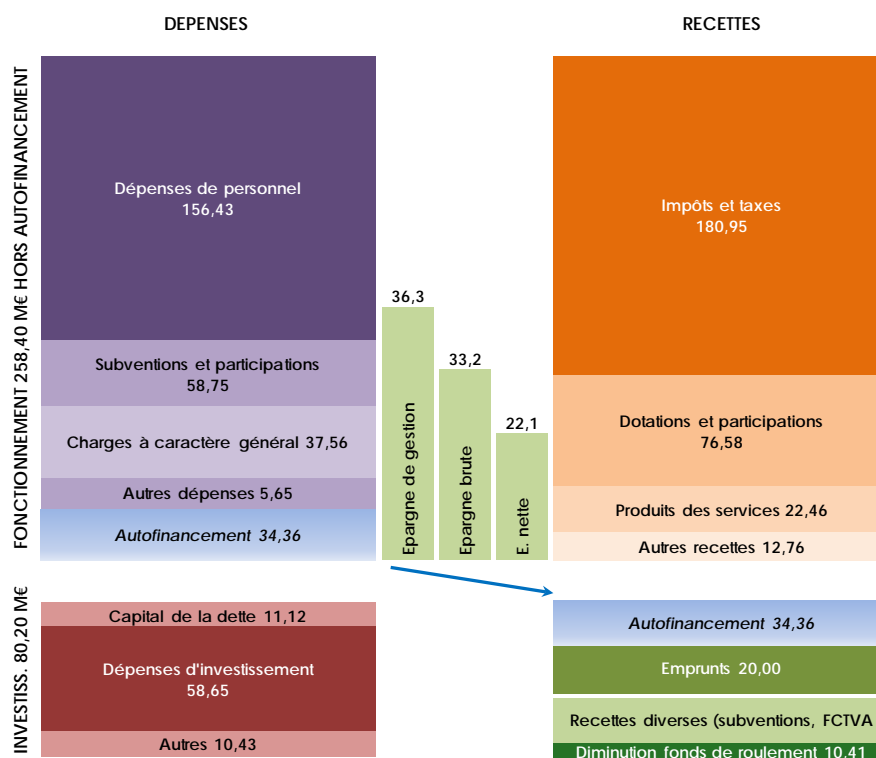 DEPENSES
RECETTES
FONCTIONNEMENT 258,40 M€ HORS AUTOFINANCEMENT
Dépenses de personnel
156,43
Subventions et participations
58,75
Charges à caractère général 37,56
Autres dépenses 5,65
Autofinancement 34,36
36,3
Epargne de gestion
33,2
Epargne brute
22,1
E. nette
Impôts et taxes
180,95
Dotations et participations
76,58
Produits des services 22,46
Autres recettes 12,76
INVESTISS. 80,20 M€
Capital de la dette 11,12
Dépenses d'investissement
58,65
Autres 10,43
Autofinancement 34,36
Emprunts 20,00
Recettes diverses (subventions, FCTVA
Diminution fonds de roulement 10,41